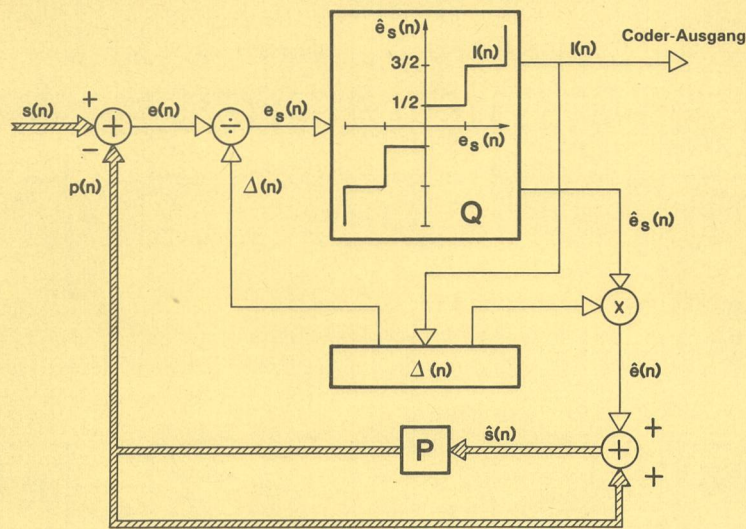 Coder-Ausgang
ê_s(n)
I(n)
I(n)
3/2
1/2
s(n)
+
+
e(n)
÷
e_s(n)
e_s(n)
−
p(n)
Δ(n)
Q
ê_s(n)
x
Δ(n)
ê(n)
P
ŝ(n)
+
+
+